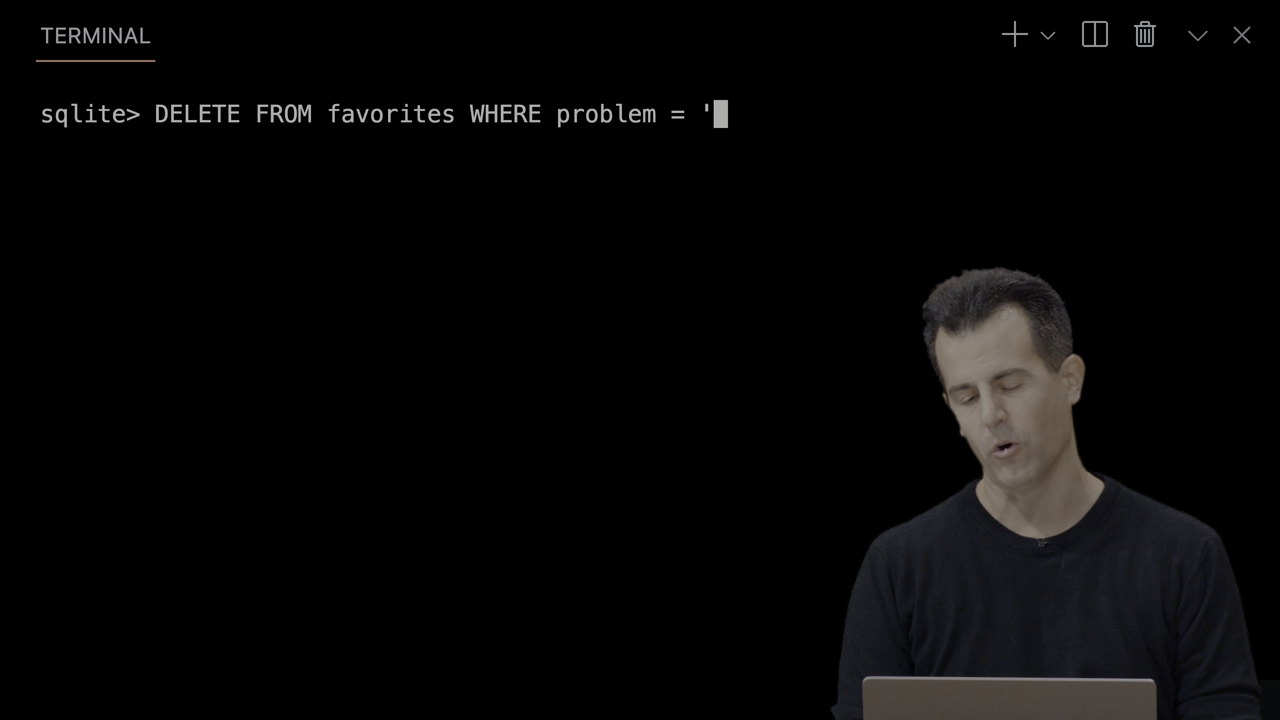 TERMINAL
sqlite> DELETE FROM favorites WHERE problem = '